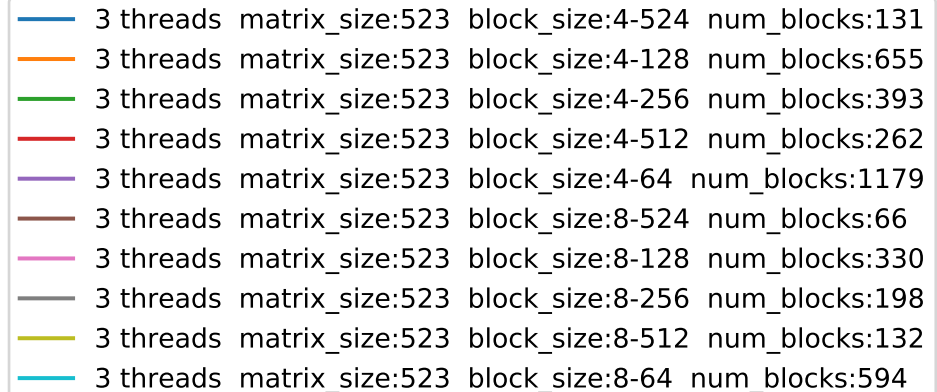 3 threads  matrix_size:523  block_size:4-524  num_blocks:131
3 threads  matrix_size:523  block_size:4-128  num_blocks:655
3 threads  matrix_size:523  block_size:4-256  num_blocks:393
3 threads  matrix_size:523  block_size:4-512  num_blocks:262
3 threads  matrix_size:523  block_size:4-64  num_blocks:1179
3 threads  matrix_size:523  block_size:8-524  num_blocks:66
3 threads  matrix_size:523  block_size:8-128  num_blocks:330
3 threads  matrix_size:523  block_size:8-256  num_blocks:198
3 threads  matrix_size:523  block_size:8-512  num_blocks:132
3 threads  matrix_size:523  block_size:8-64  num_blocks:594